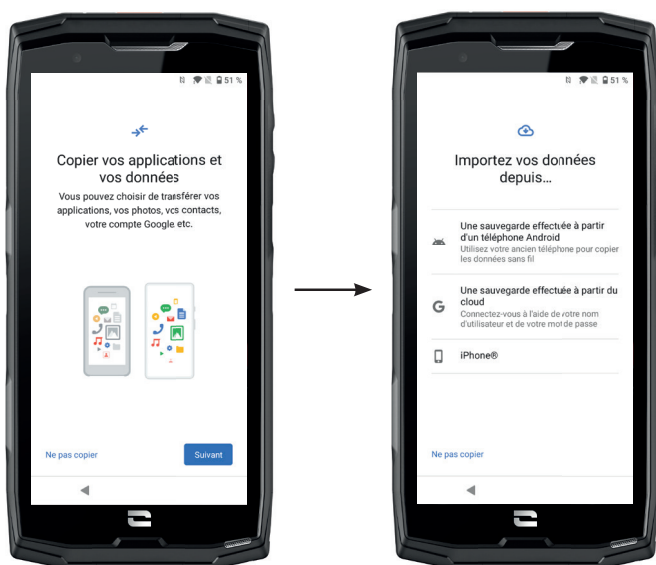 51 %
Copier vos applications et
vos données
Vous pouvez choisir de transférer vos
applications, vos photos, vos contacts,
votre compte Google etc.
Ne pas copier
Suivant
51 %
Importez vos données
depuis...
Une sauvegarde effectuée à partir
d'un téléphone Android
Utilisez votre ancien téléphone pour copier
les données sans fil
G
Une sauvegarde effectuée à partir du
cloud
Connectez-vous à l'aide de votre nom
d'utilisateur et de votre mot de passe
iPhone®
Ne pas copier